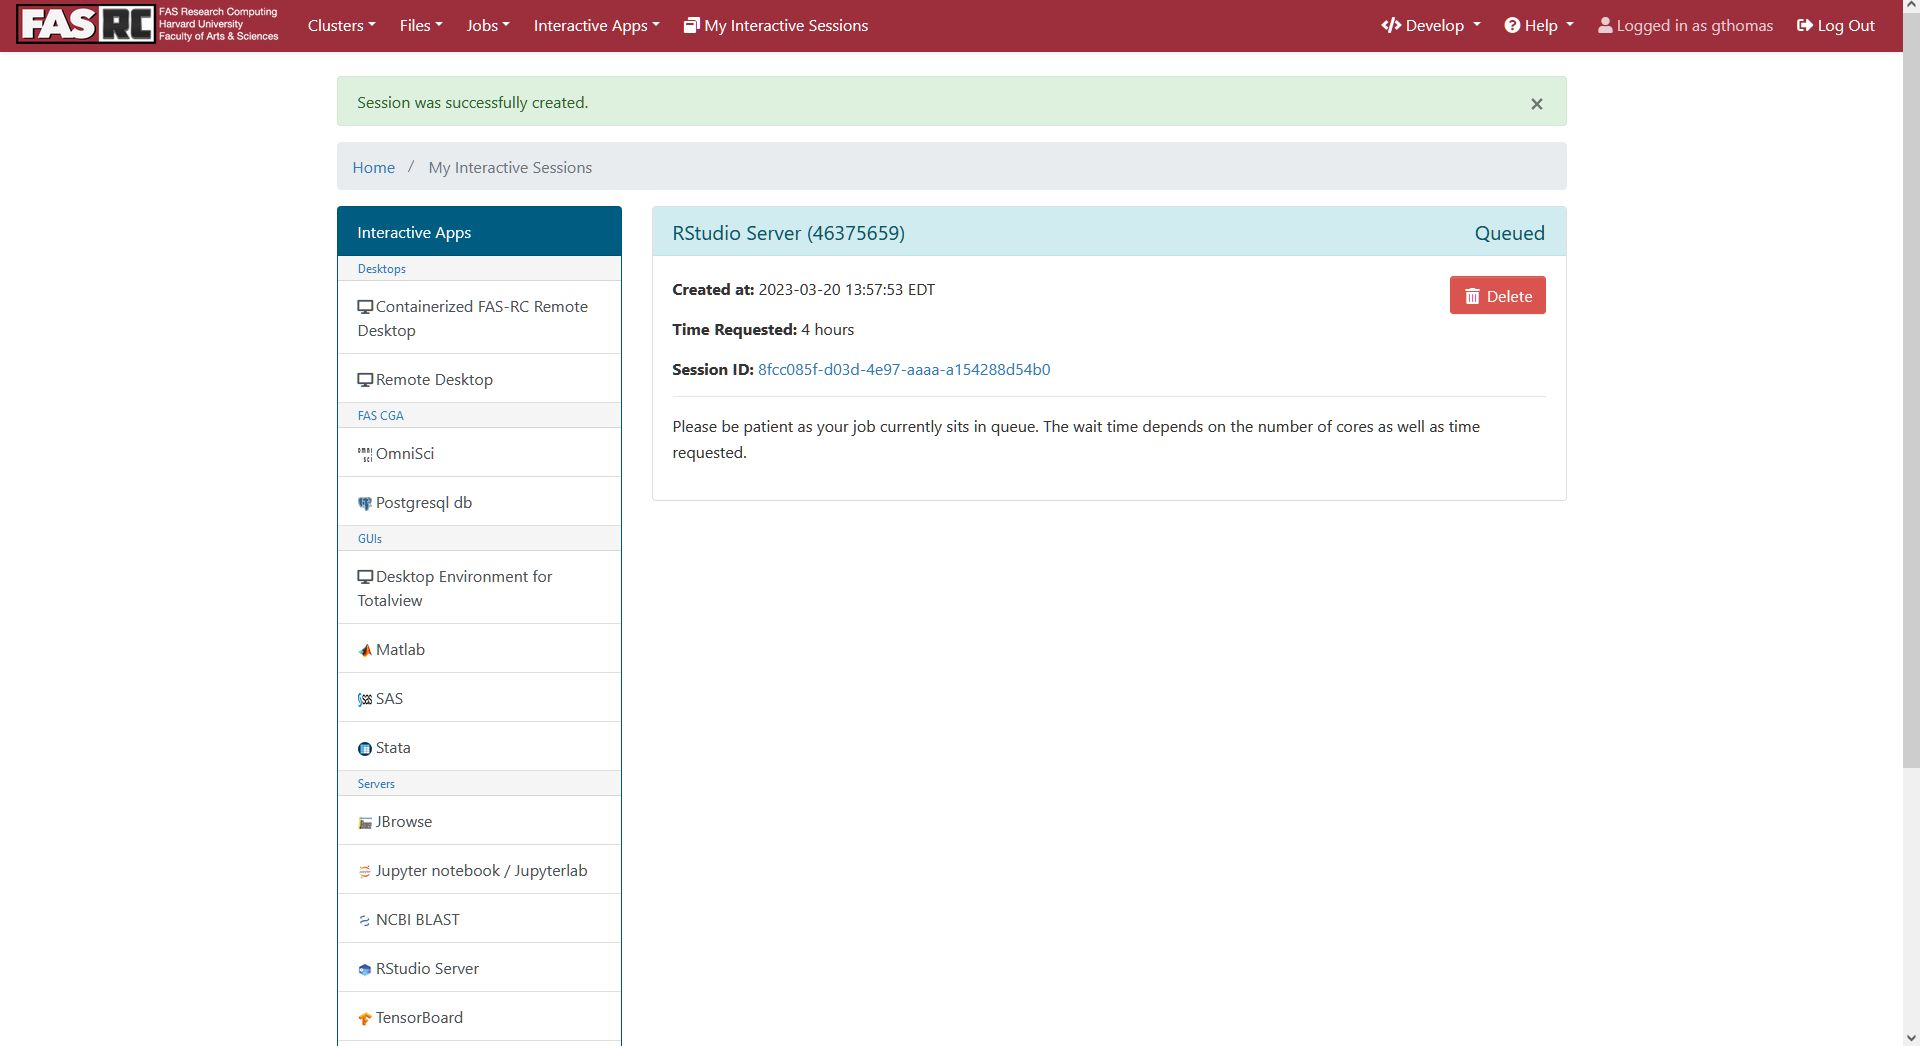 FASRC
FAS Research Computing
Harvard University
Faculty of Arts & Sciences
Clusters Files Jobs Interactive Apps My Interactive Sessions Develop Help Logged in as gthomas Log Out
Session was successfully created. ×
Home / My Interactive Sessions
Interactive Apps
Desktops
Containerized FAS-RC Remote
Desktop
Remote Desktop
FAS CGA
OmniSci
Postgresql db
GUIs
Desktop Environment for
Totalview
Matlab
SAS
Stata
Servers
JBrowse
Jupyter notebook / Jupyterlab
NCBI BLAST
RStudio Server
TensorBoard
RStudio Server (46375659) Queued
Created at: 2023-03-20 13:57:53 EDT
Delete
Time Requested: 4 hours
Session ID: 8fcc085f-d03d-4e97-aaaa-a154288d54b0
Please be patient as your job currently sits in queue. The wait time depends on the number of cores as well as time
requested.